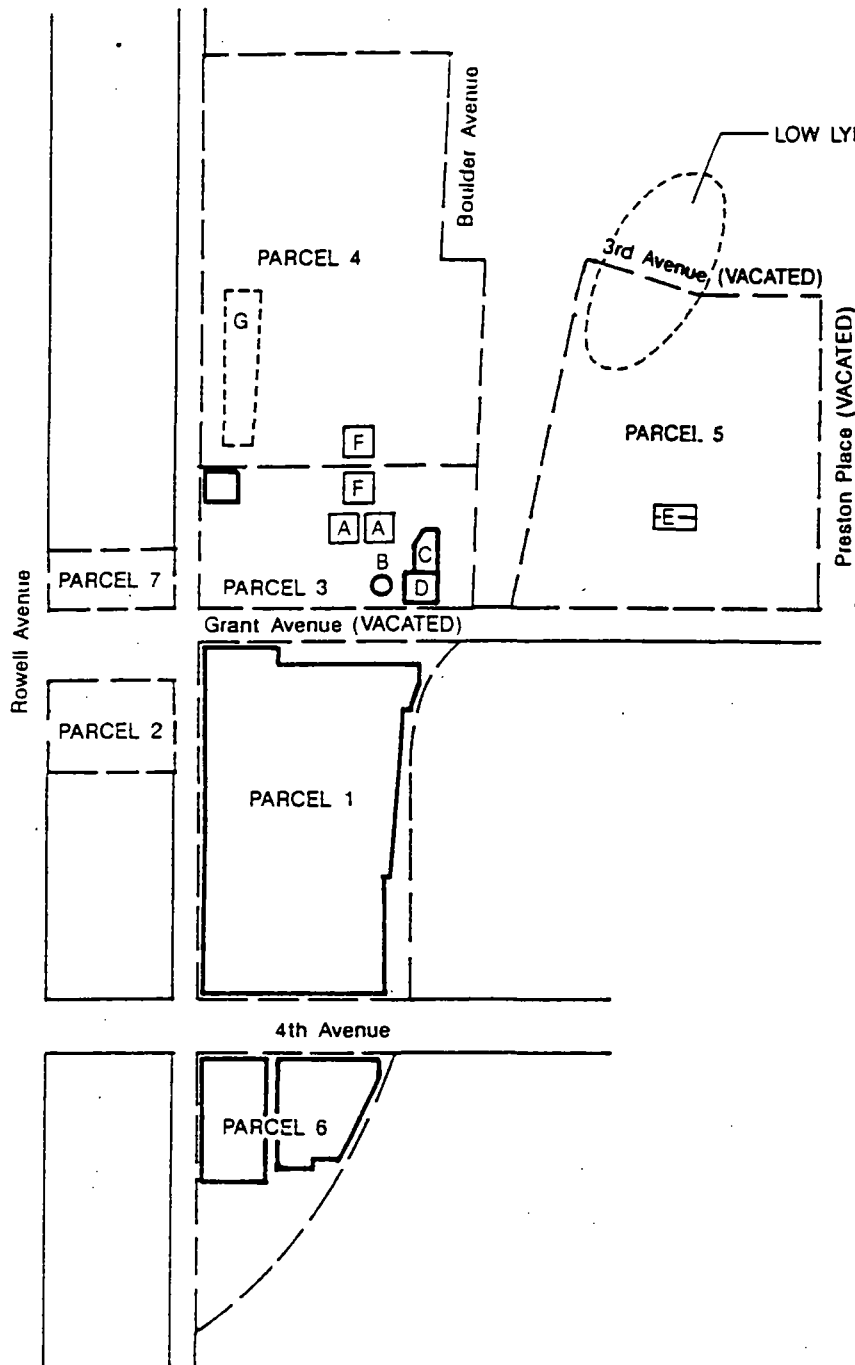 Boulder Avenue
LOW LYI
PARCEL 4
3rd Avenue (VACATED)
G
Preston Place (VACATED)
F
PARCEL 5
F
E
A A
B
C
PARCEL 7
PARCEL 3
D
Grant Avenue (VACATED)
Rowell Avenue
PARCEL 2
PARCEL 1
4th Avenue
PARCEL 6